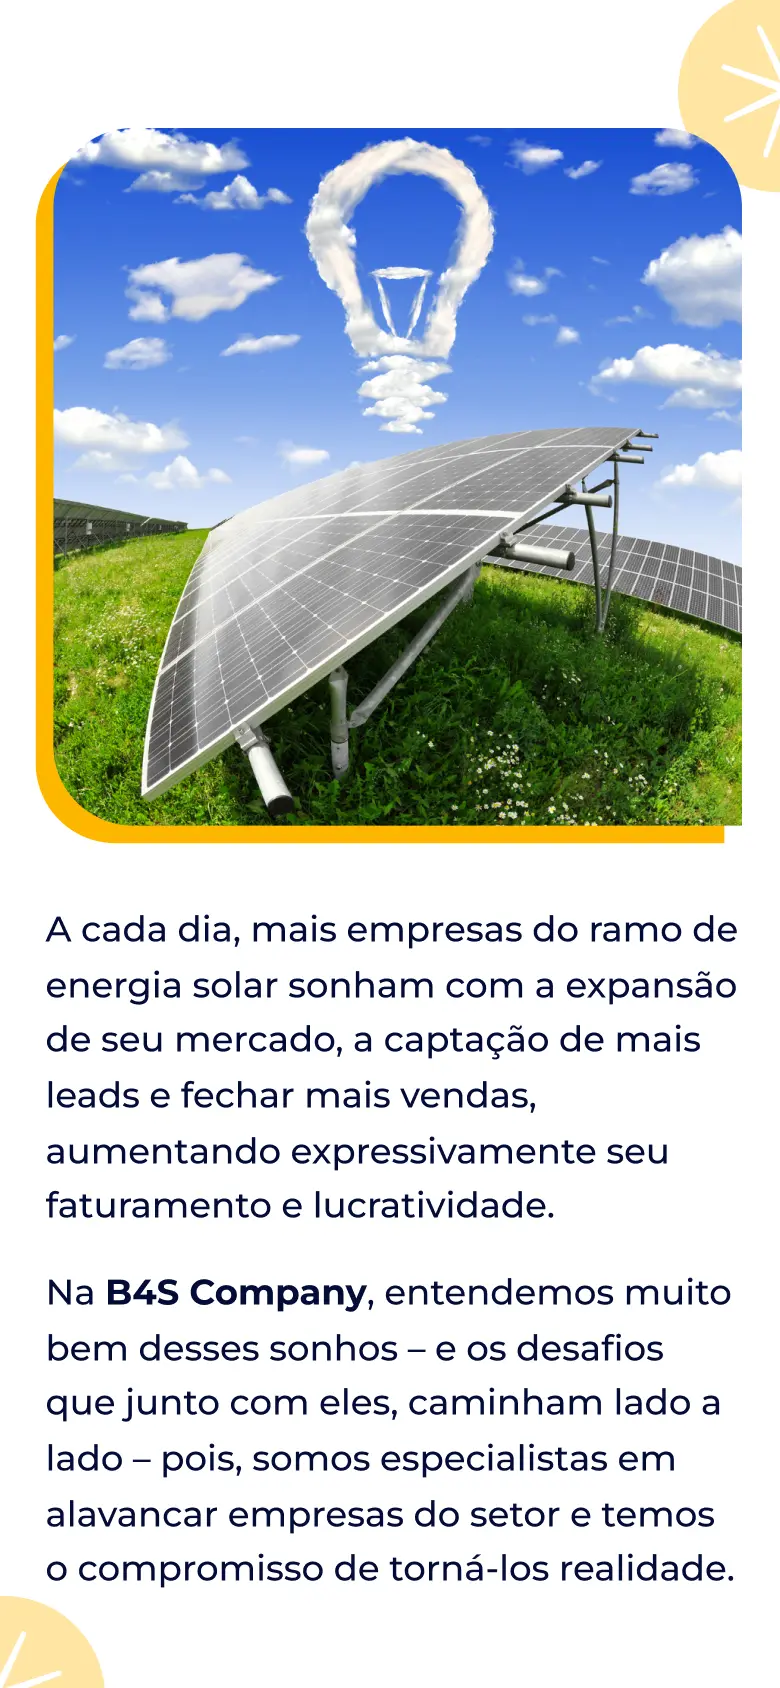 A cada dia, mais empresas do ramo de
energia solar sonham com a expansão
de seu mercado, a captação de mais
leads e fechar mais vendas,
aumentando expressivamente seu
faturamento e lucratividade.
Na B4S Company, entendemos muito
bem desses sonhos – e os desafios
que junto com eles, caminham lado a
lado – pois, somos especialistas em
alavancar empresas do setor e temos
o compromisso de torná-los realidade.